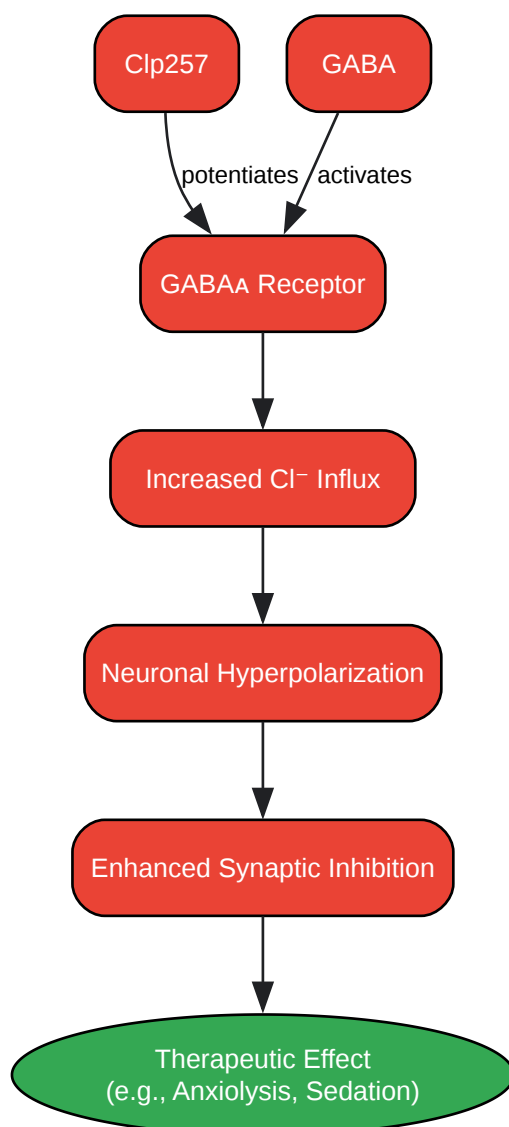 Clp257
GABA
potentiates
activates
GABAᴀ Receptor
Increased Cl⁻ Influx
Neuronal Hyperpolarization
Enhanced Synaptic Inhibition
Therapeutic Effect
(e.g., Anxiolysis, Sedation)